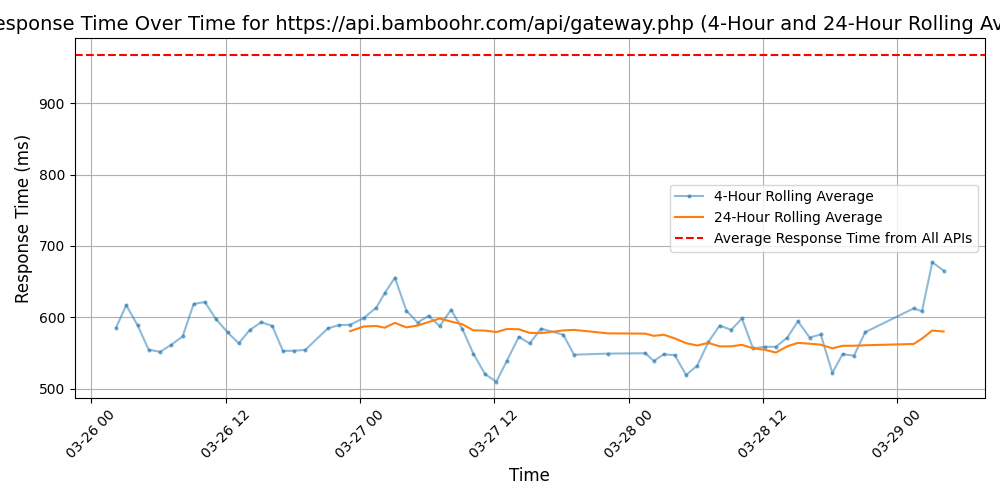 esponse Time Over Time for https://api.bamboohr.com/api/gateway.php (4-Hour and 24-Hour Rolling Av
Response Time (ms)
900
800
700
600
500
4-Hour Rolling Average
24-Hour Rolling Average
Average Response Time from All APIs
03-26 00
03-26 12
03-27 00
03-27 12
03-28 00
03-28 12
03-29 00
Time